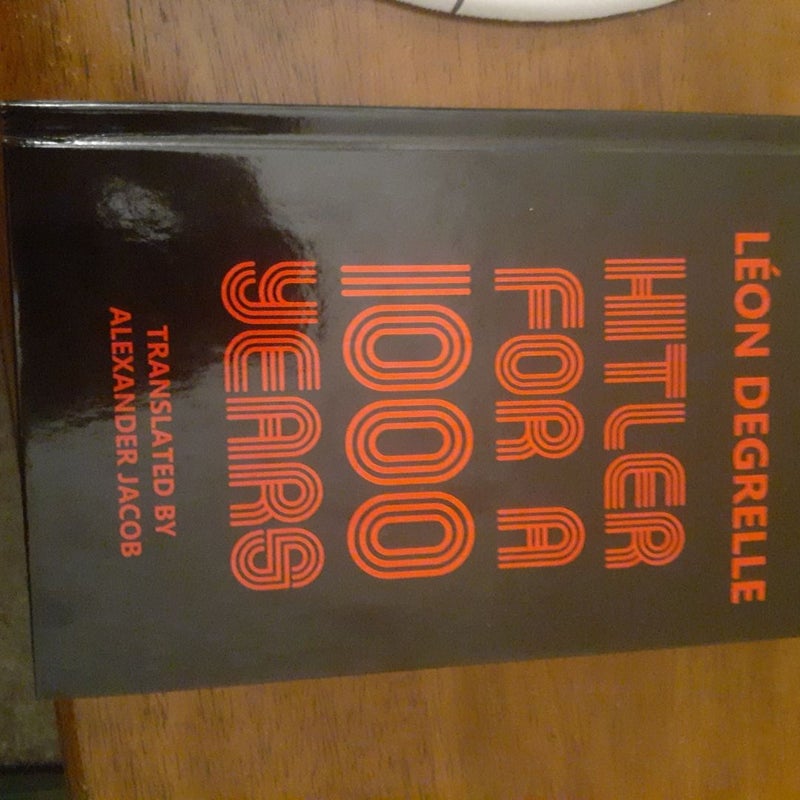 LÉON DEGRELLE
HITLER
FOR A
1000
YEARS
TRANSLATED BY
ALEXANDER JACOB